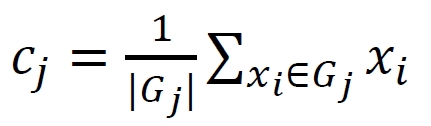 c_j = \frac{1}{|G_j|} \sum_{x_i \in G_j} x_i